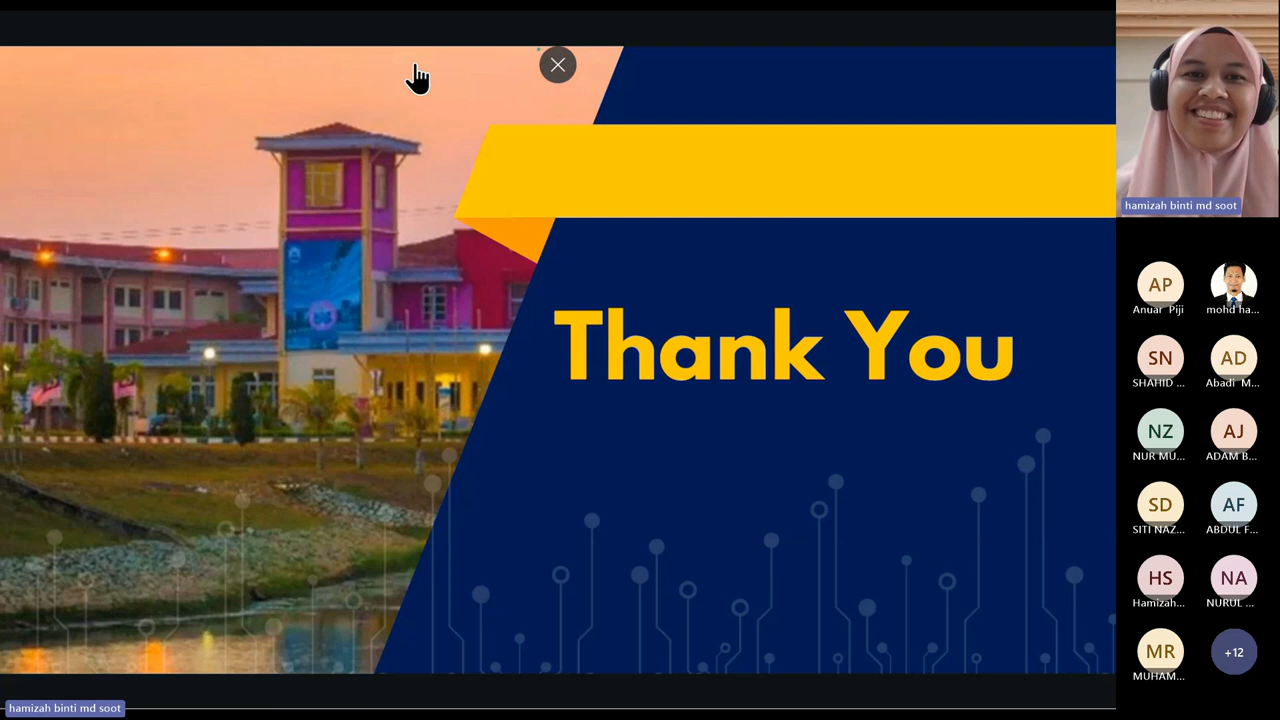 Thank You
hamizah binti md soot
AP
Anuar Piji
mohd ha...
SN
SHAHID ...
AD
Abadi M...
NZ
NUR MU...
AJ
ADAM B...
SD
SITI NAZ...
AF
ABDUL F...
HS
Hamizah...
NA
NURUL ...
MR
MUHAM...
+12
hamizah binti md soot